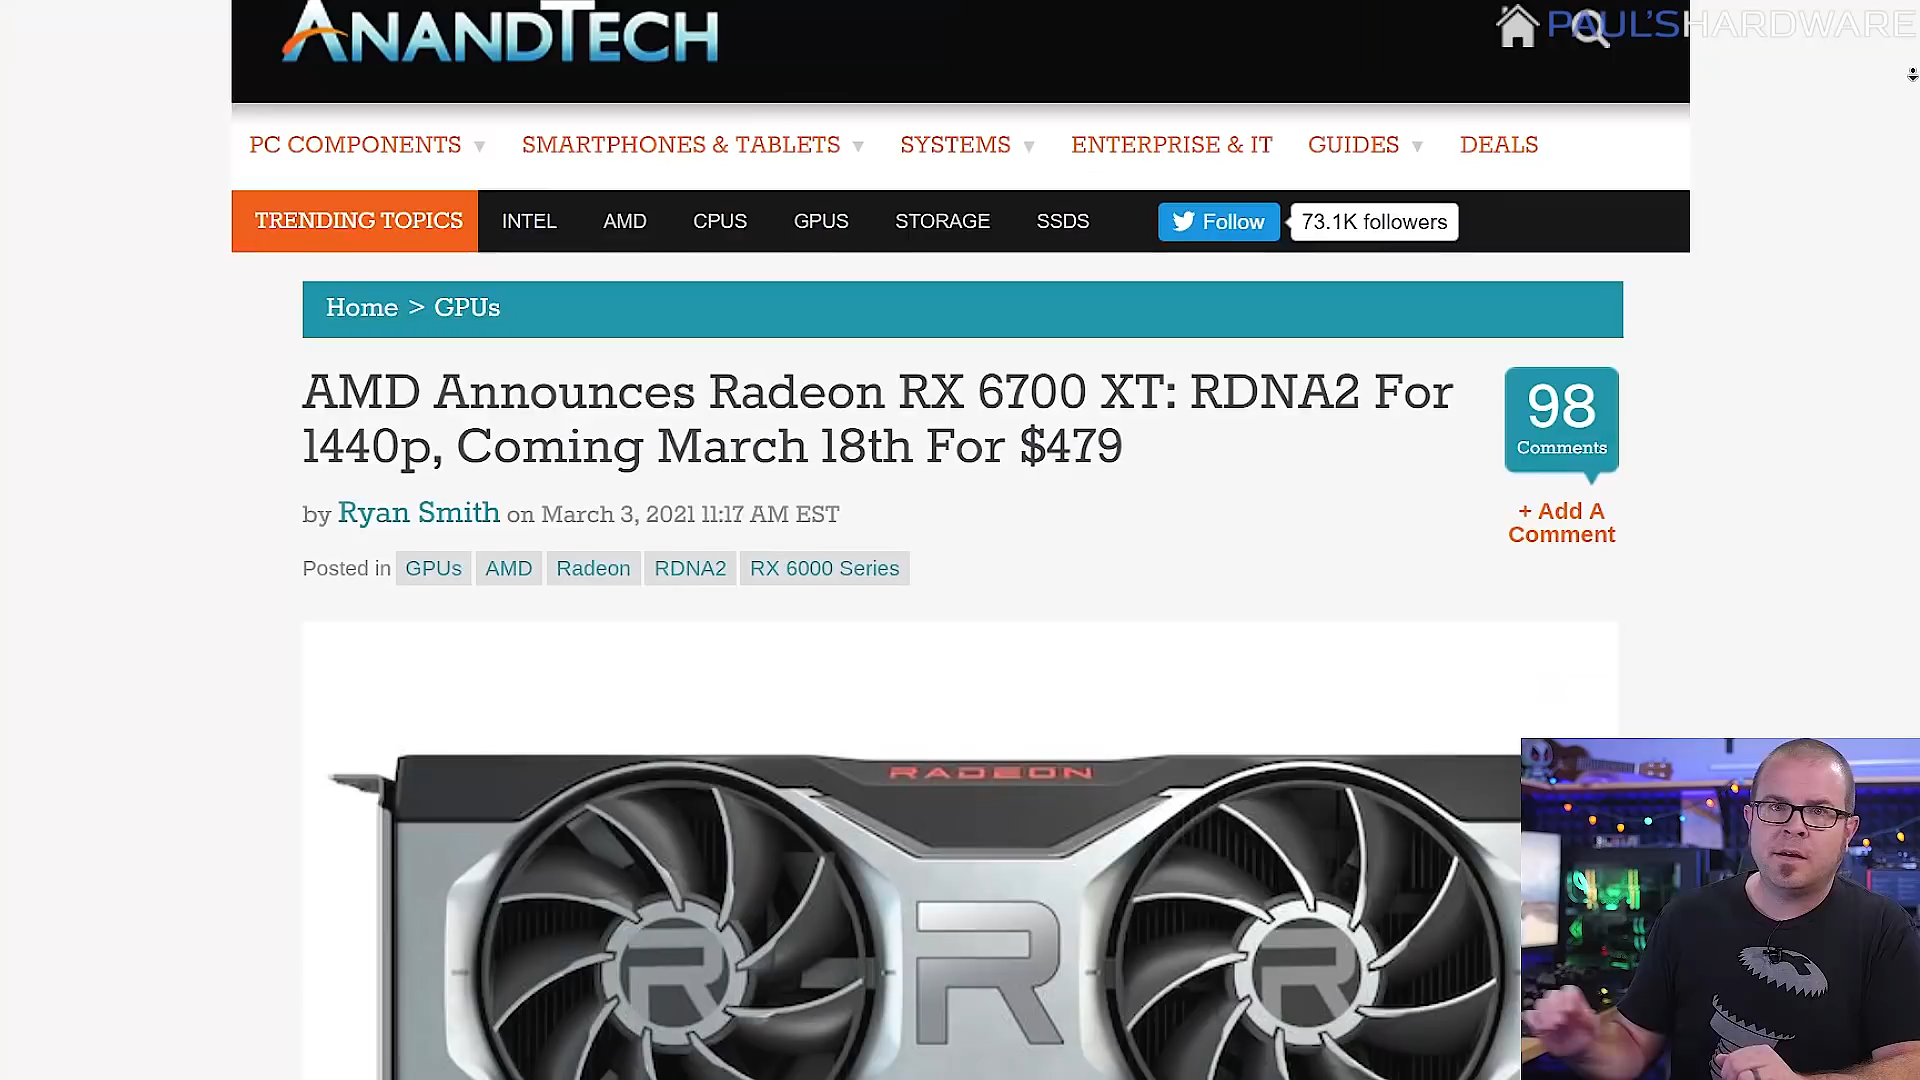 ANANDTECH
PAUL'SHARDWARE
PC COMPONENTS SMARTPHONES & TABLETS SYSTEMS ENTERPRISE & IT GUIDES DEALS
TRENDING TOPICS INTEL AMD CPUS GPUS STORAGE SSDS Follow 73.1K followers
Home > GPUs
AMD Announces Radeon RX 6700 XT: RDNA2 For
1440p, Coming March 18th For $479
98
Comments
+ Add A
Comment
by Ryan Smith on March 3, 2021 11:17 AM EST
Posted in GPUs AMD Radeon RDNA2 RX 6000 Series
RADEON
R
R
R